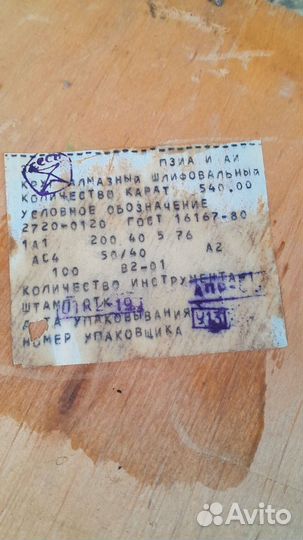 ПЗИА И АИ
КРУГ АЛМАЗНЫЙ ШЛИФОВАЛЬНЫЙ
КОЛИЧЕСТВО КАРАТ 540.00
УСЛОВНОЕ ОБОЗНАЧЕНИЕ
2720-0120 ГОСТ 16167-80
1А1 200 40 5 76
АС4 50/40 А2
100 В2-01
КОЛИЧЕСТВО ИНСТРУМЕНТА
ШТАМП ОТК
ДАТА УПАКОВЫВАНИЯ
НОМЕР УПАКОВЩИКА
Avito